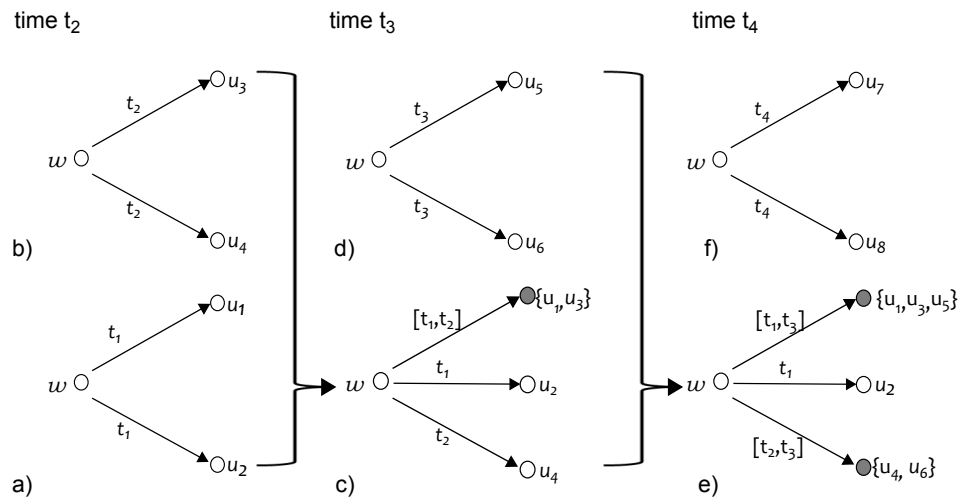 time t₂
time t₃
time t₄
t₂
u₃
w
t₂
u₄
b)
t₃
u₅
w
t₃
u₆
d)
t₄
u₇
w
t₄
u₈
f)
t₁
u₁
w
t₁
u₂
a)
[t₁,t₂]
{u₁,u₃}
w
t₁
u₂
t₂
u₄
c)
[t₁,t₃]
{u₁,u₃,u₅}
w
t₁
u₂
[t₂,t₃]
{u₄, u₆}
e)